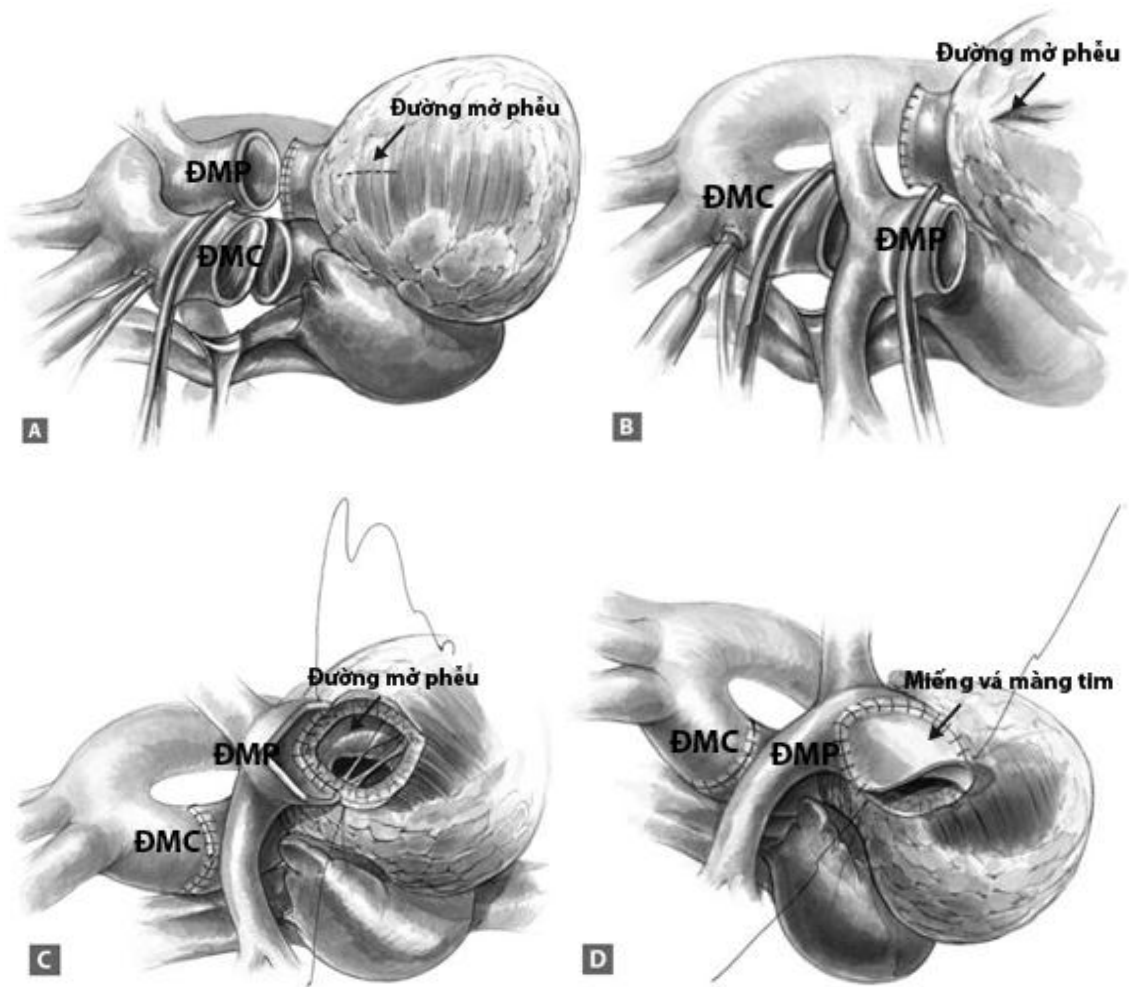 Đường mở phễu
ĐMP
ĐMC
A
Đường mở phễu
ĐMC
ĐMP
B
Đường mở phễu
ĐMP
ĐMC
C
Miếng vá màng tim
ĐMC
ĐMP
D